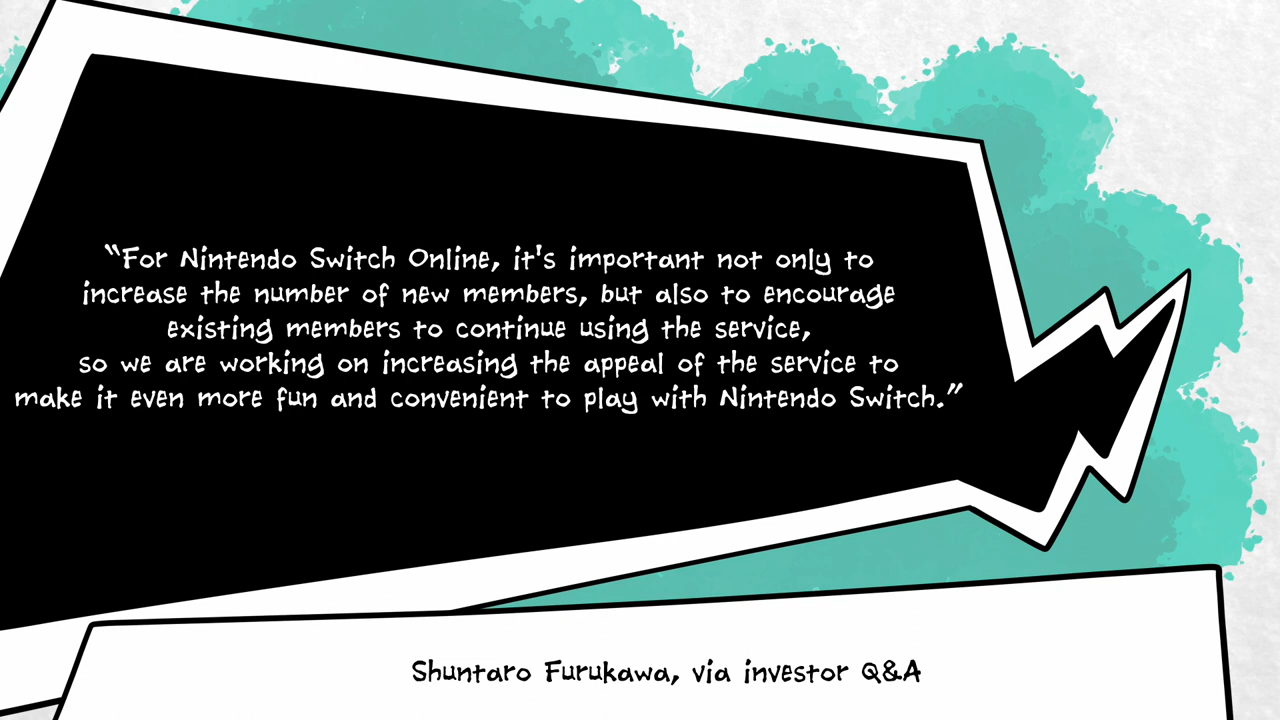 “For Nintendo Switch Online, it's important not only to
increase the number of new members, but also to encourage
existing members to continue using the service,
so we are working on increasing the appeal of the service to
make it even more fun and convenient to play with Nintendo Switch.”
Shuntaro Furukawa, via investor Q&A